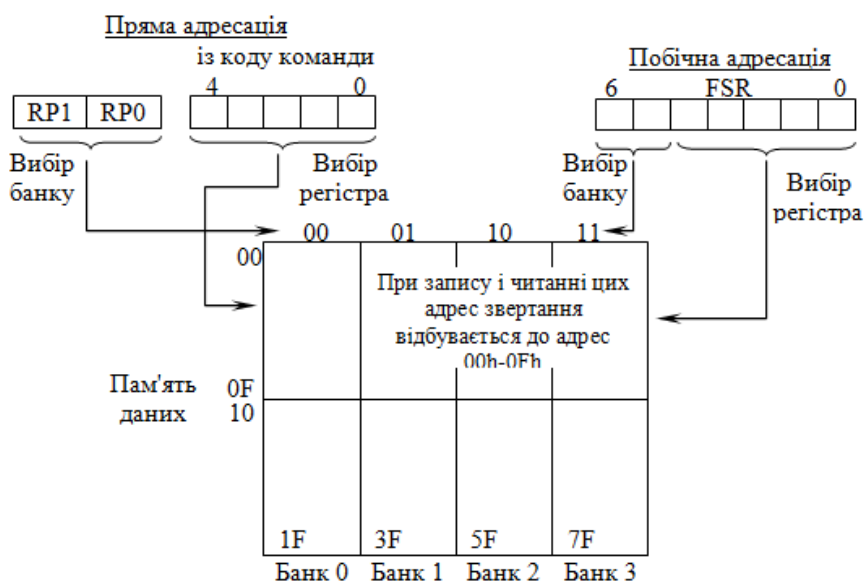 Пряма адресація
із коду команди
4 0
RP1 RP0
Вибір
банку
Вибір
регістра
Побічна адресація
6 FSR 0
Вибір
банку
Вибір
регістра
00 01 10 11
00
При запису і читанні цих
адрес звертання
відбувається до адрес
00h-0Fh
Пам'ять
даних
0F
10
1F 3F 5F 7F
Банк 0 Банк 1 Банк 2 Банк 3